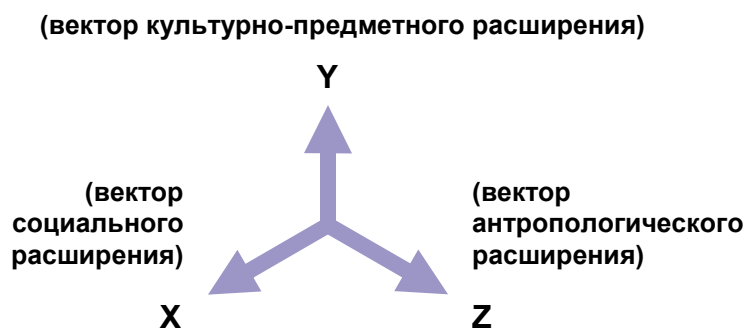 (вектор культурно-предметного расширения)
Y
(вектор
социального
расширения)
(вектор
антропологического
расширения)
X
Z